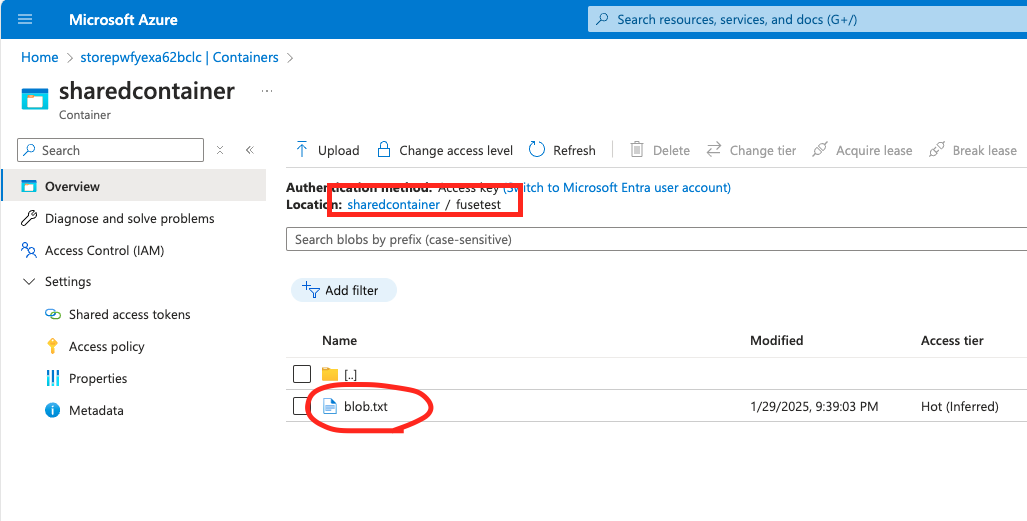 Microsoft Azure
Search resources, services, and docs (G+/)
Home > storepwfyexa62bclc | Containers >
sharedcontainer ...
Container
Search
Upload Change access level Refresh Delete Change tier Acquire lease Break lease
Overview
Diagnose and solve problems
Access Control (IAM)
Settings
Shared access tokens
Access policy
Properties
Metadata
Authentication method: Access key (Switch to Microsoft Entra user account)
Location: sharedcontainer / fusetest
Search blobs by prefix (case-sensitive)
Add filter
Name Modified Access tier
[..]
blob.txt 1/29/2025, 9:39:03 PM Hot (Inferred)